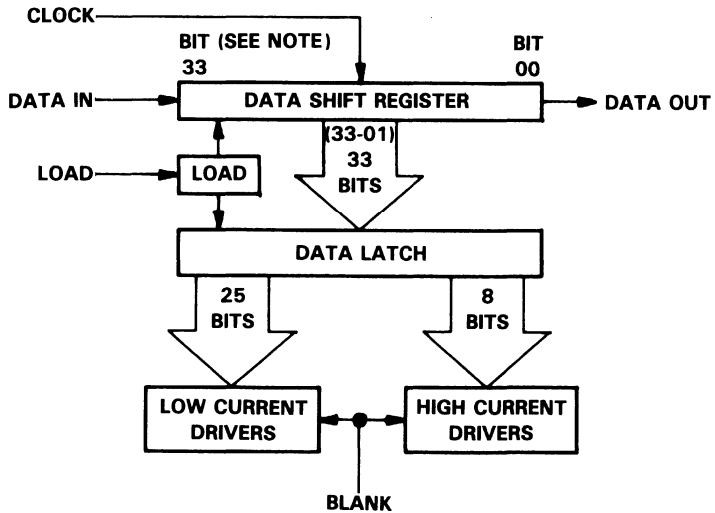 CLOCK
BIT (SEE NOTE)
33
BIT
00
DATA IN
DATA SHIFT REGISTER
DATA OUT
(33-01)
33
BITS
LOAD
LOAD
DATA LATCH
25
BITS
8
BITS
LOW CURRENT
DRIVERS
HIGH CURRENT
DRIVERS
BLANK